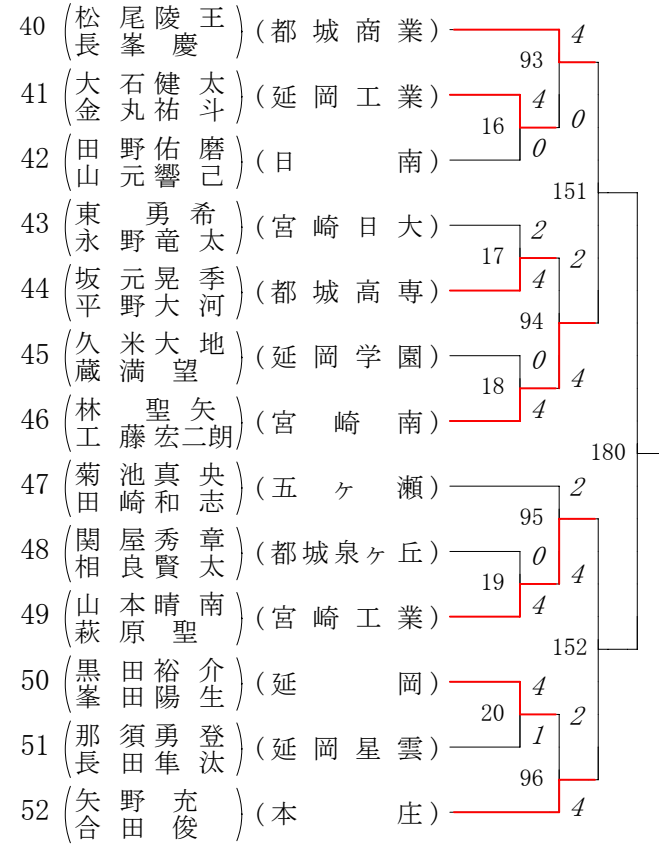 40 松尾陵王 長峯慶 (都城商業) 4
93
41 大石健太 金丸祐斗 (延岡工業) 4 0
16
42 田野佑磨 山元響己 (日南) 0
151
43 東勇希 永野竜太 (宮崎日大) 2
17 2
44 坂元晃季 平野大河 (都城高専) 4
94
45 久米大地 蔵満望 (延岡学園) 0
18 4
46 林聖矢 工藤宏二朗 (宮崎南) 4
180
47 菊池真央 田崎和志 (五ヶ瀬) 2
95
48 関屋秀章 相良賢太 (都城泉ヶ丘) 0
19 4
49 山本晴南 萩原聖 (宮崎工業) 4
152
50 黒田裕介 峯田陽生 (延岡) 4
20 2
51 那須勇登 長田隼汰 (延岡星雲) 1
96
52 矢野充 合田俊 (本庄) 4